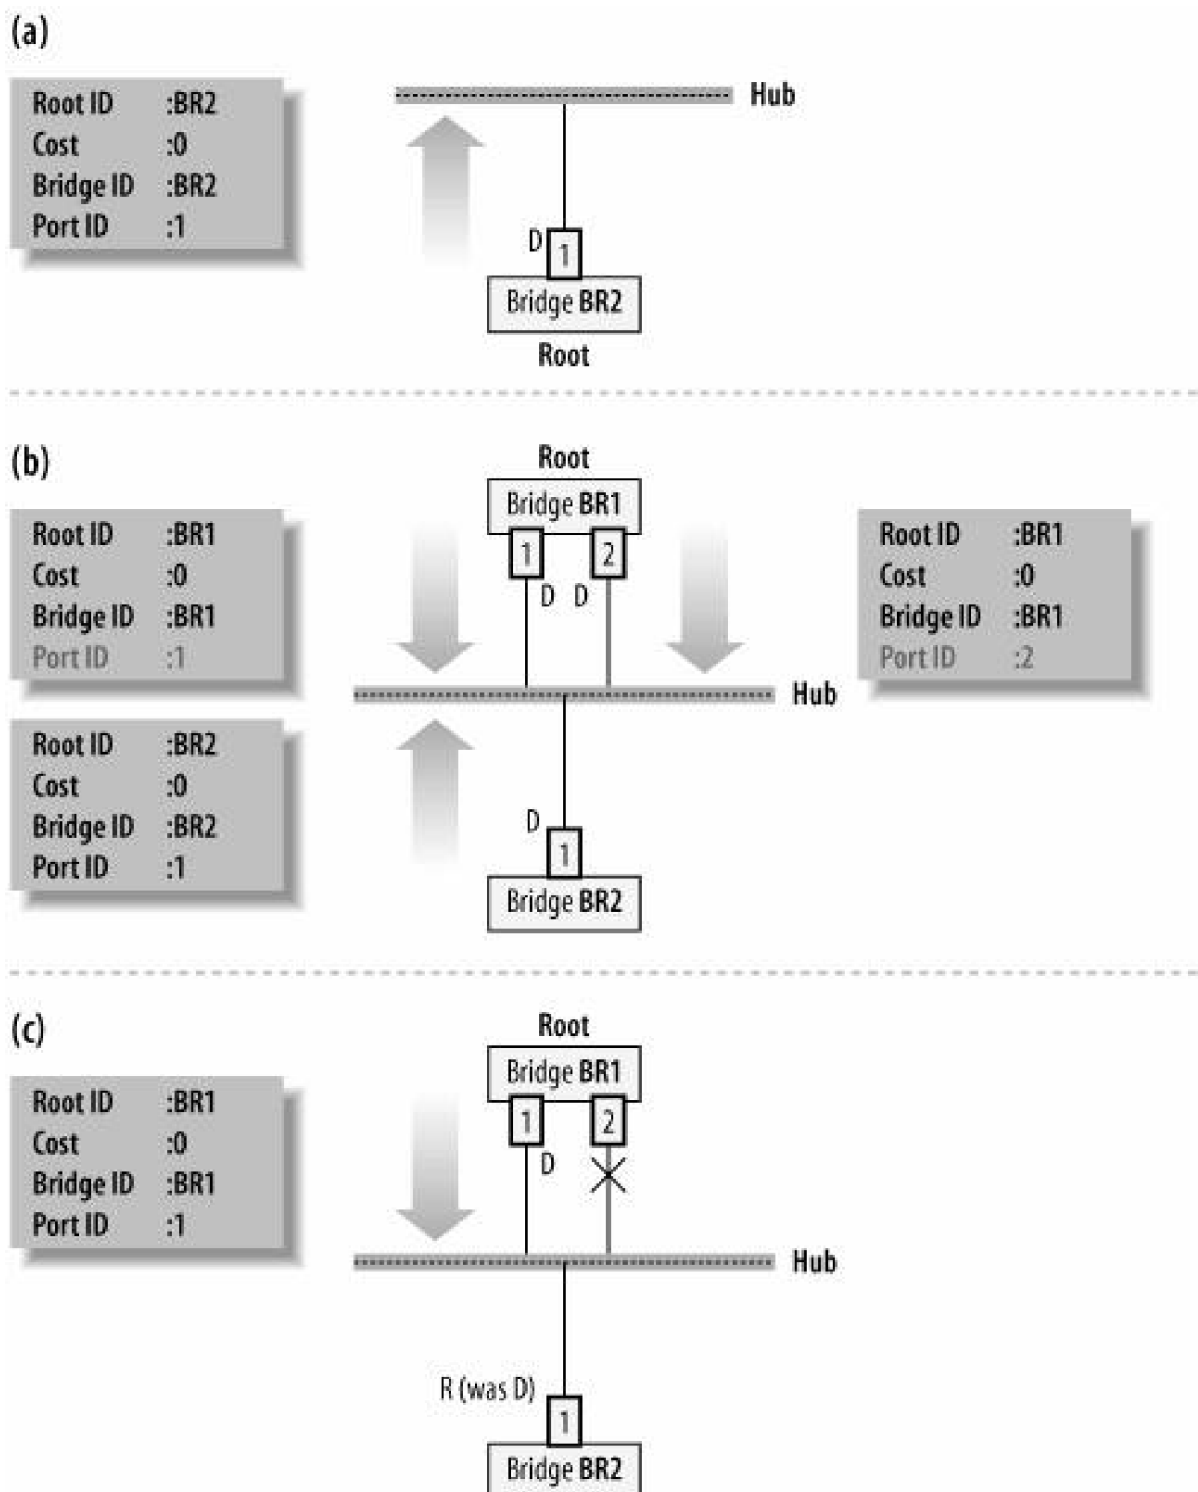 (a)
Root ID :BR2
Cost :0
Bridge ID :BR2
Port ID :1
Hub
D
1
Bridge BR2
Root
(b)
Root
Bridge BR1
1 2
D D
Root ID :BR1
Cost :0
Bridge ID :BR1
Port ID :1
Root ID :BR1
Cost :0
Bridge ID :BR1
Port ID :2
Hub
Root ID :BR2
Cost :0
Bridge ID :BR2
Port ID :1
D
1
Bridge BR2
(c)
Root
Bridge BR1
1 2
D
Root ID :BR1
Cost :0
Bridge ID :BR1
Port ID :1
Hub
R (was D)
1
Bridge BR2